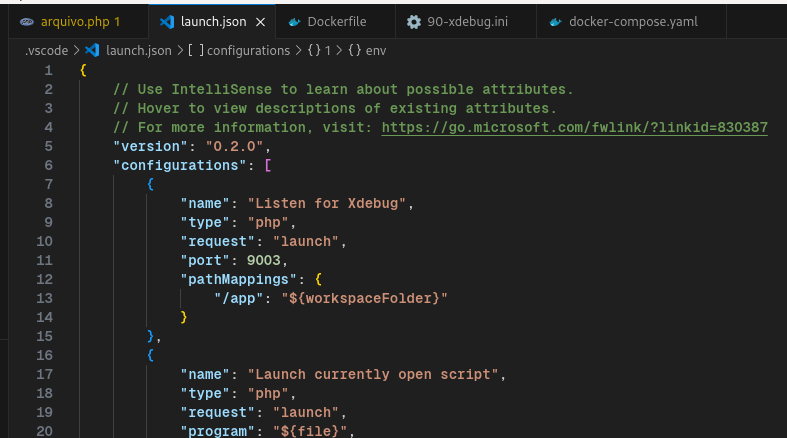 arquivo.php 1
launch.json
Dockerfile
90-xdebug.ini
docker-compose.yaml
.vscode > launch.json > [ ] configurations > {} 1 > {} env
1 {
2 // Use IntelliSense to learn about possible attributes.
3 // Hover to view descriptions of existing attributes.
4 // For more information, visit: https://go.microsoft.com/fwlink/?linkid=830387
5 "version": "0.2.0",
6 "configurations": [
7 {
8 "name": "Listen for Xdebug",
9 "type": "php",
10 "request": "launch",
11 "port": 9003,
12 "pathMappings": {
13 "/app": "${workspaceFolder}"
14 }
15 },
16 {
17 "name": "Launch currently open script",
18 "type": "php",
19 "request": "launch",
20 "program": "${file}",